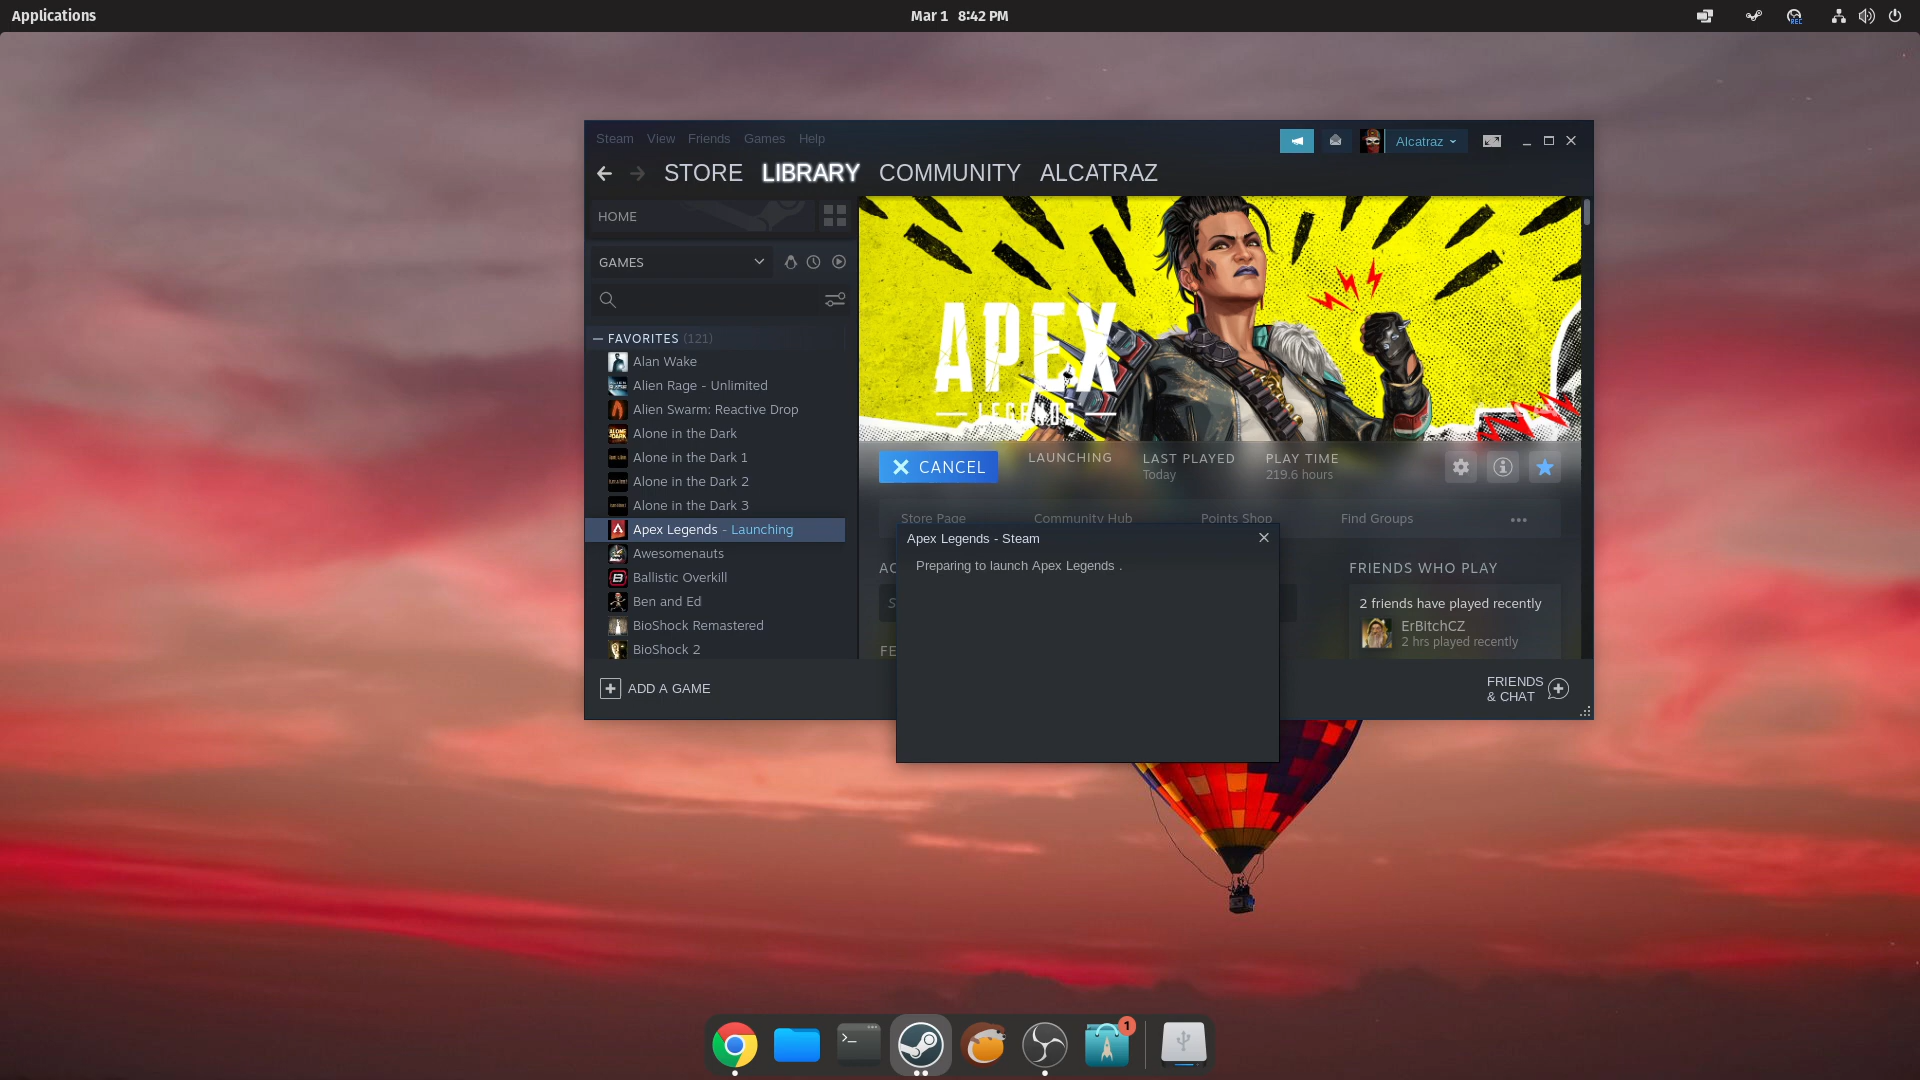 Applications
Mar 1 8:42 PM
REC
Steam View Friends Games Help
Alcatraz
STORE LIBRARY COMMUNITY ALCATRAZ
HOME
GAMES
FAVORITES (121)
Alan Wake
Alien Rage - Unlimited
Alien Swarm: Reactive Drop
Alone in the Dark
Alone in the Dark 1
Alone in the Dark 2
Alone in the Dark 3
Apex Legends - Launching
Awesomenauts
Ballistic Overkill
Ben and Ed
BioShock Remastered
BioShock 2
ADD A GAME
APEX
LEGENDS
CANCEL
LAUNCHING
LAST PLAYED
Today
PLAY TIME
219.6 hours
Store Page Community Hub Points Shop Find Groups
Apex Legends - Steam
Preparing to launch Apex Legends .
AC
S
FE
FRIENDS WHO PLAY
2 friends have played recently
ErBitchCZ
2 hrs played recently
FRIENDS
& CHAT
1